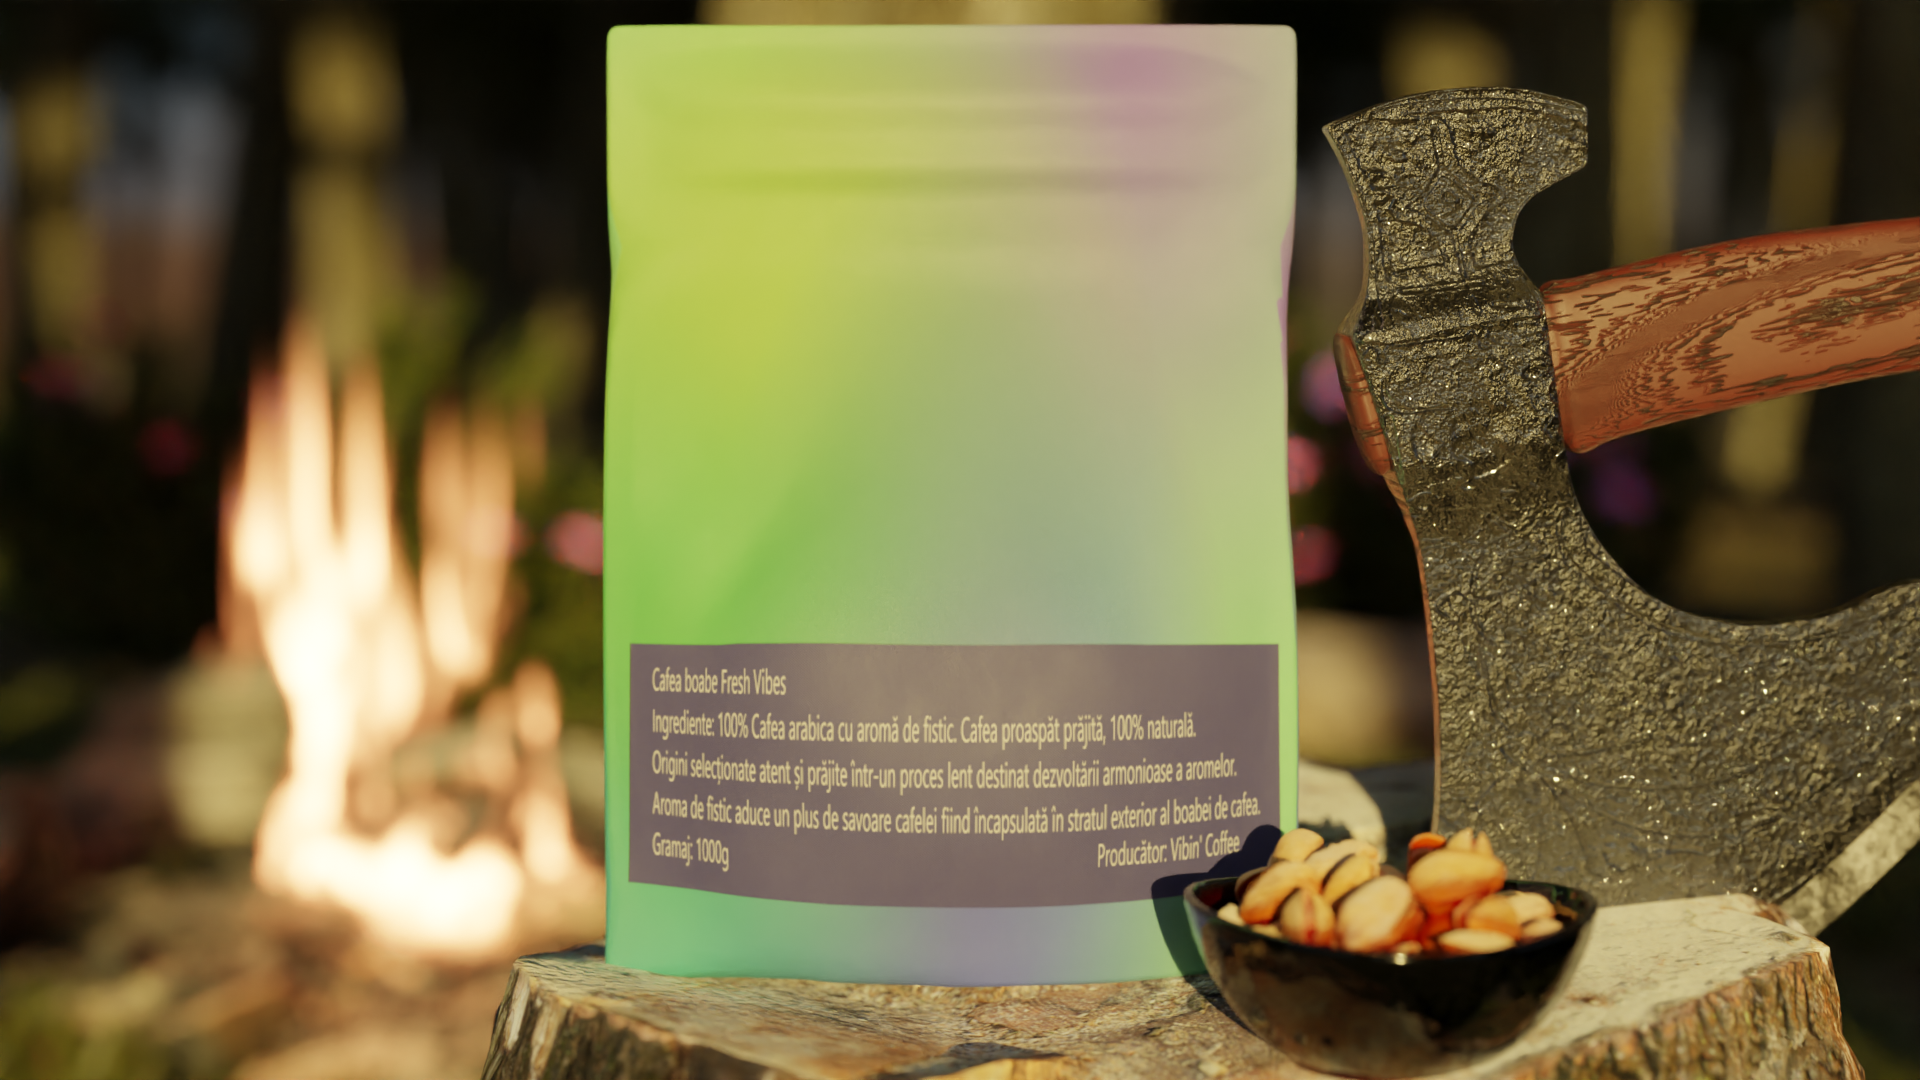 Cafea boabe Fresh Vibes
Ingrediente: 100% Cafea arabica cu aromă de fistic. Cafea proaspăt prăjită, 100% naturală.
Origini selecționate atent și prăjite într-un proces lent destinat dezvoltării armonioase a aromelor.
Aroma de fistic aduce un plus de savoare cafelei fiind încapsulată în stratul exterior al boabei de cafea.
Gramaj: 1000g
Producător: Vibin' Coffee